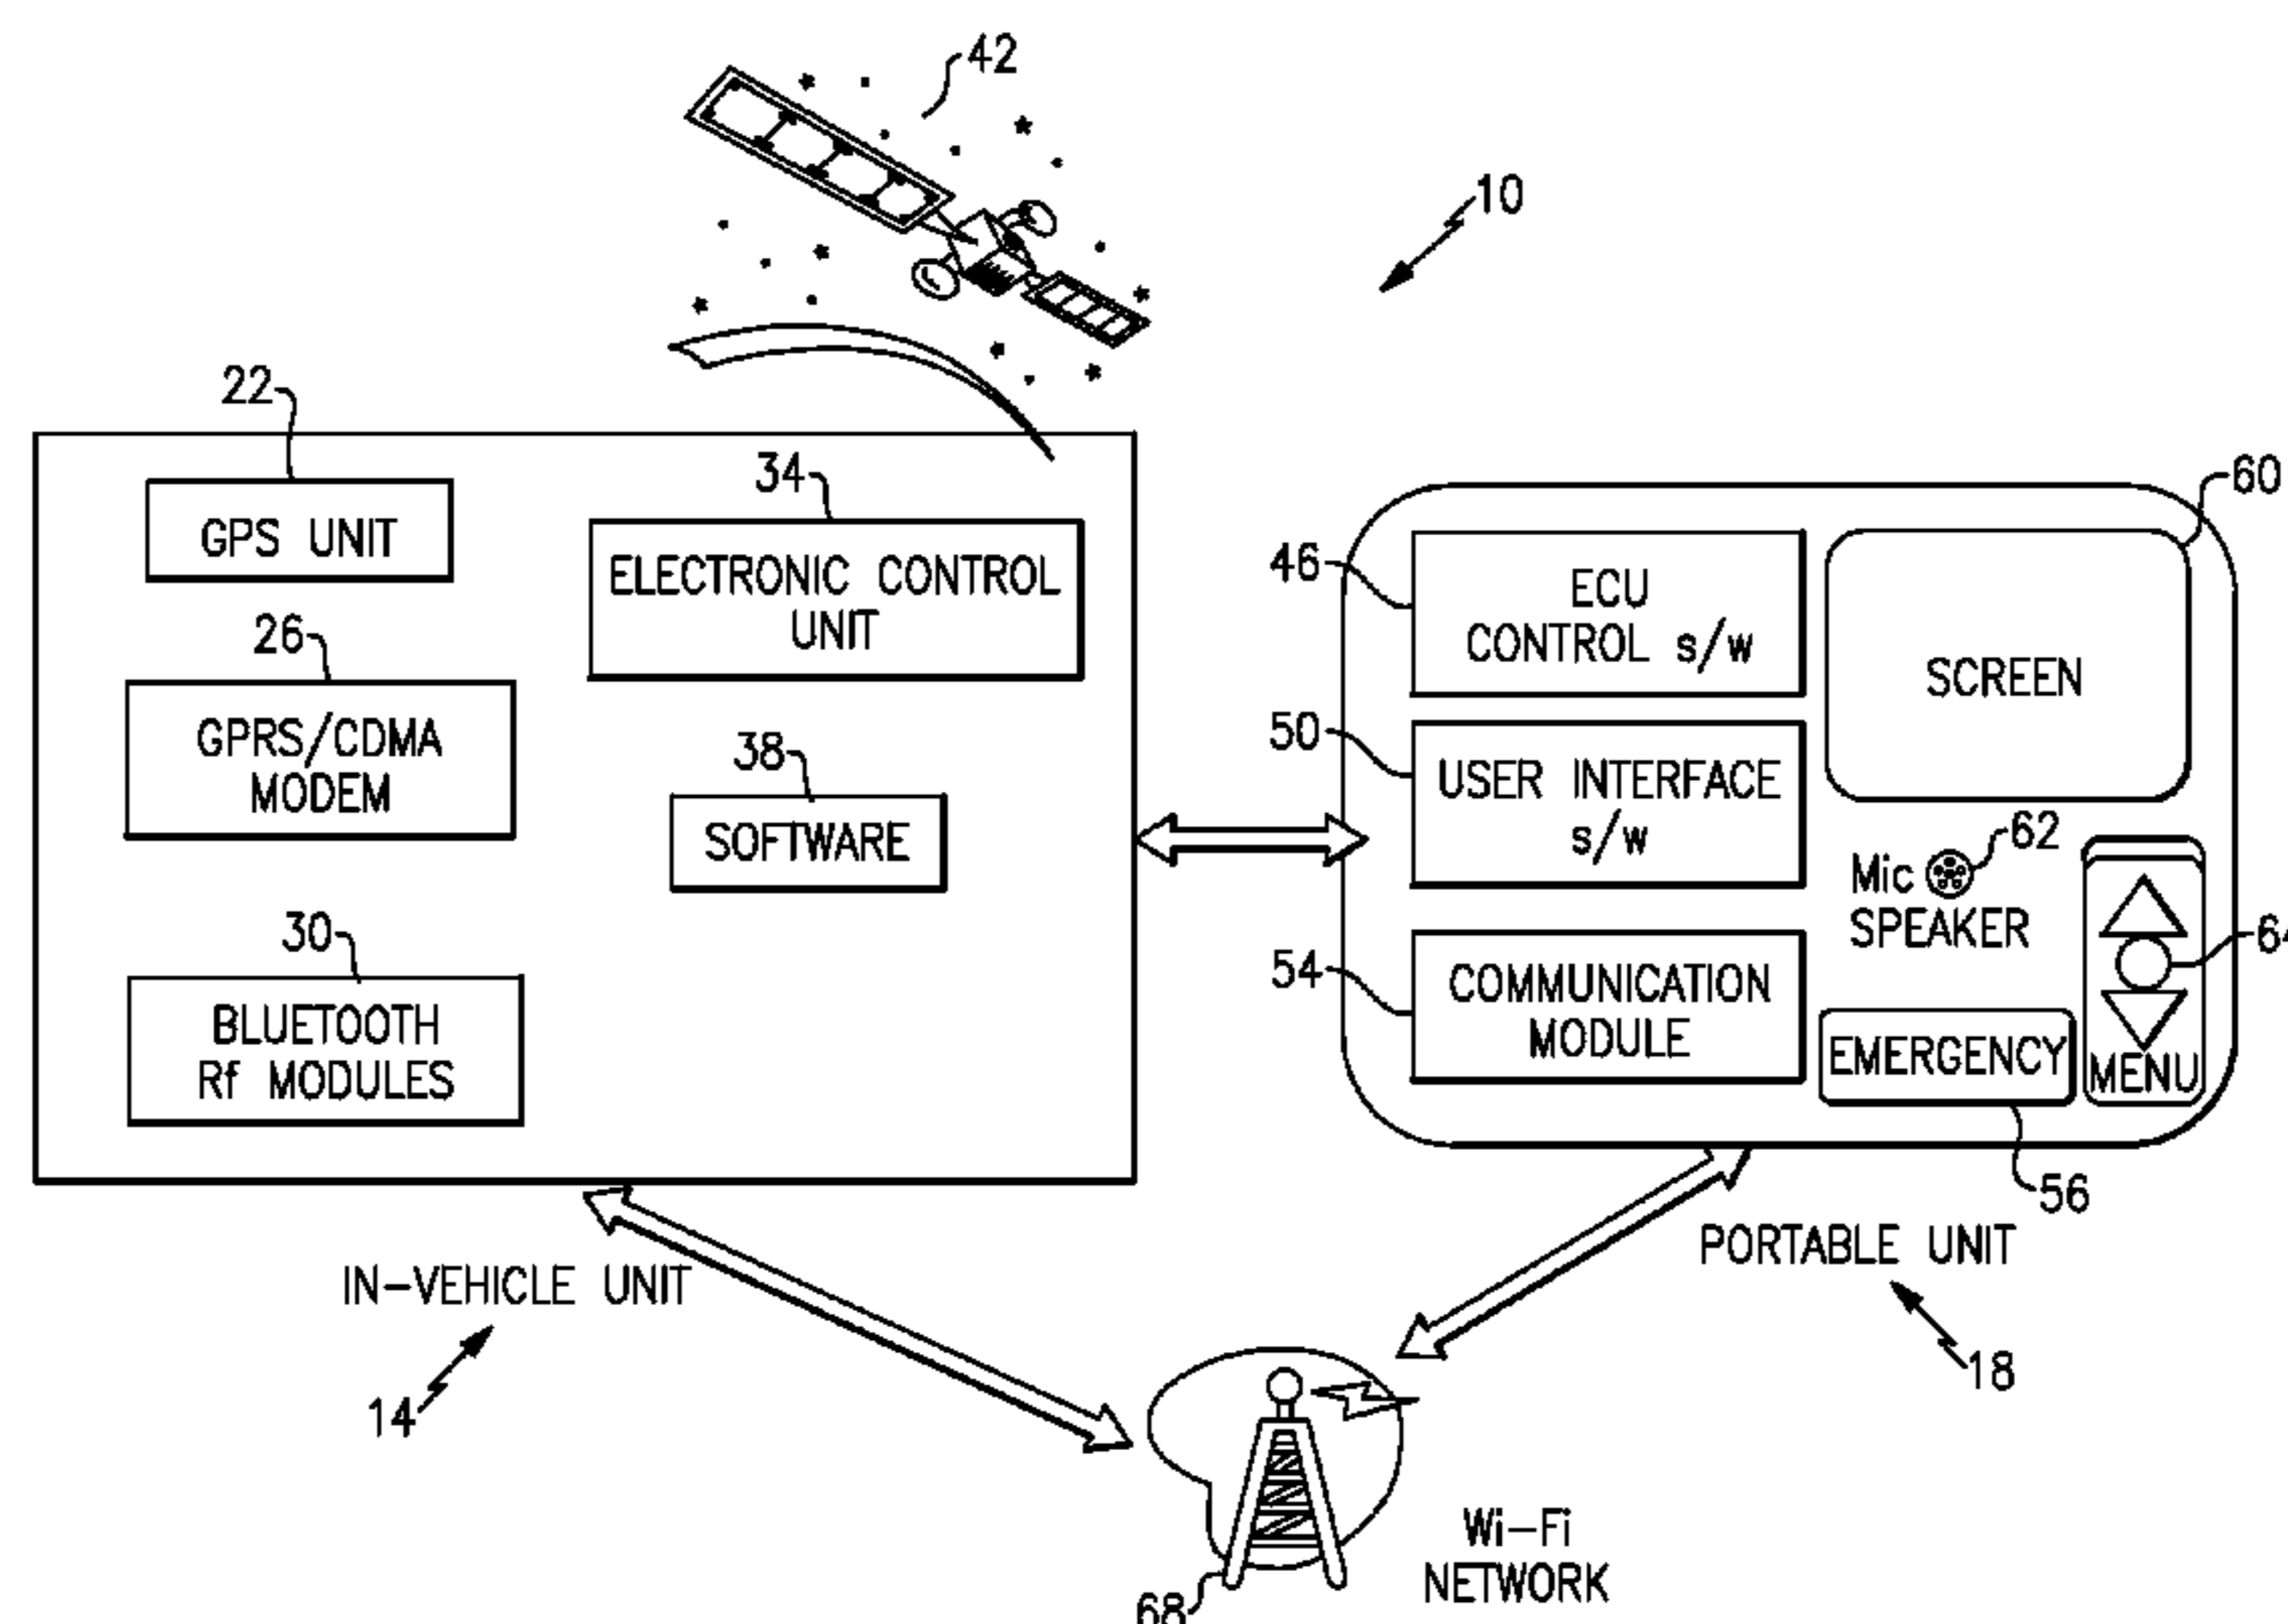 42
10
22
34
60
GPS UNIT
ELECTRONIC CONTROL
UNIT
46
ECU
CONTROL s/w
SCREEN
26
GPRS/CDMA
MODEM
38
SOFTWARE
50
USER INTERFACE
s/w
62
Mic
SPEAKER
64
30
BLUETOOTH
Rf MODULES
54
COMMUNICATION
MODULE
EMERGENCY
MENU
56
IN-VEHICLE UNIT
14
PORTABLE UNIT
18
Wi-Fi
NETWORK
68